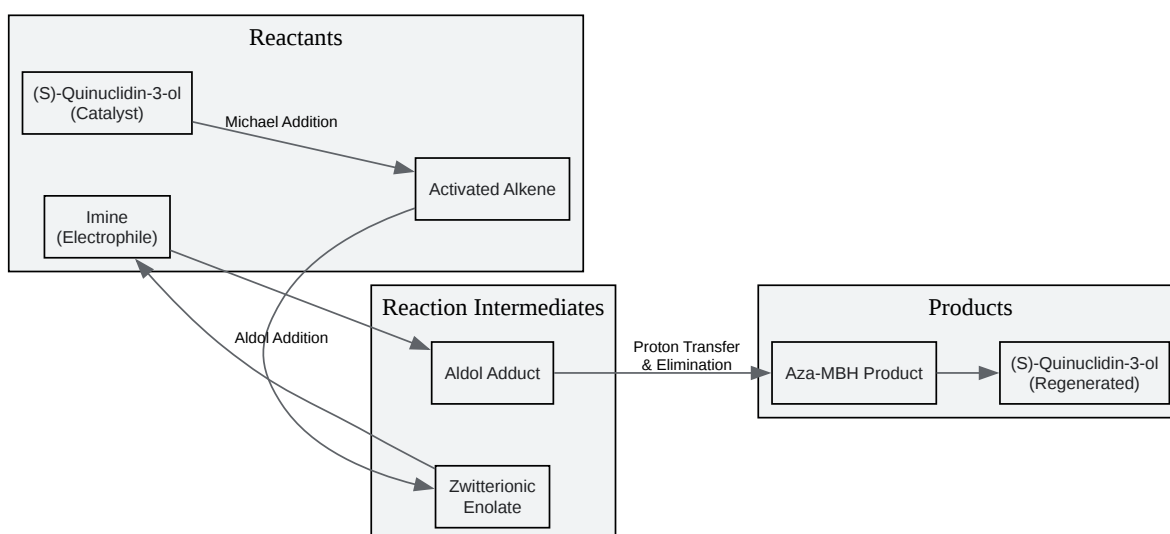 Reactants
(S)-Quinuclidin-3-ol
(Catalyst)
Michael Addition
Activated Alkene
Imine
(Electrophile)
Reaction Intermediates
Aldol Addition
Aldol Adduct
Zwitterionic
Enolate
Proton Transfer
& Elimination
Products
Aza-MBH Product
(S)-Quinuclidin-3-ol
(Regenerated)